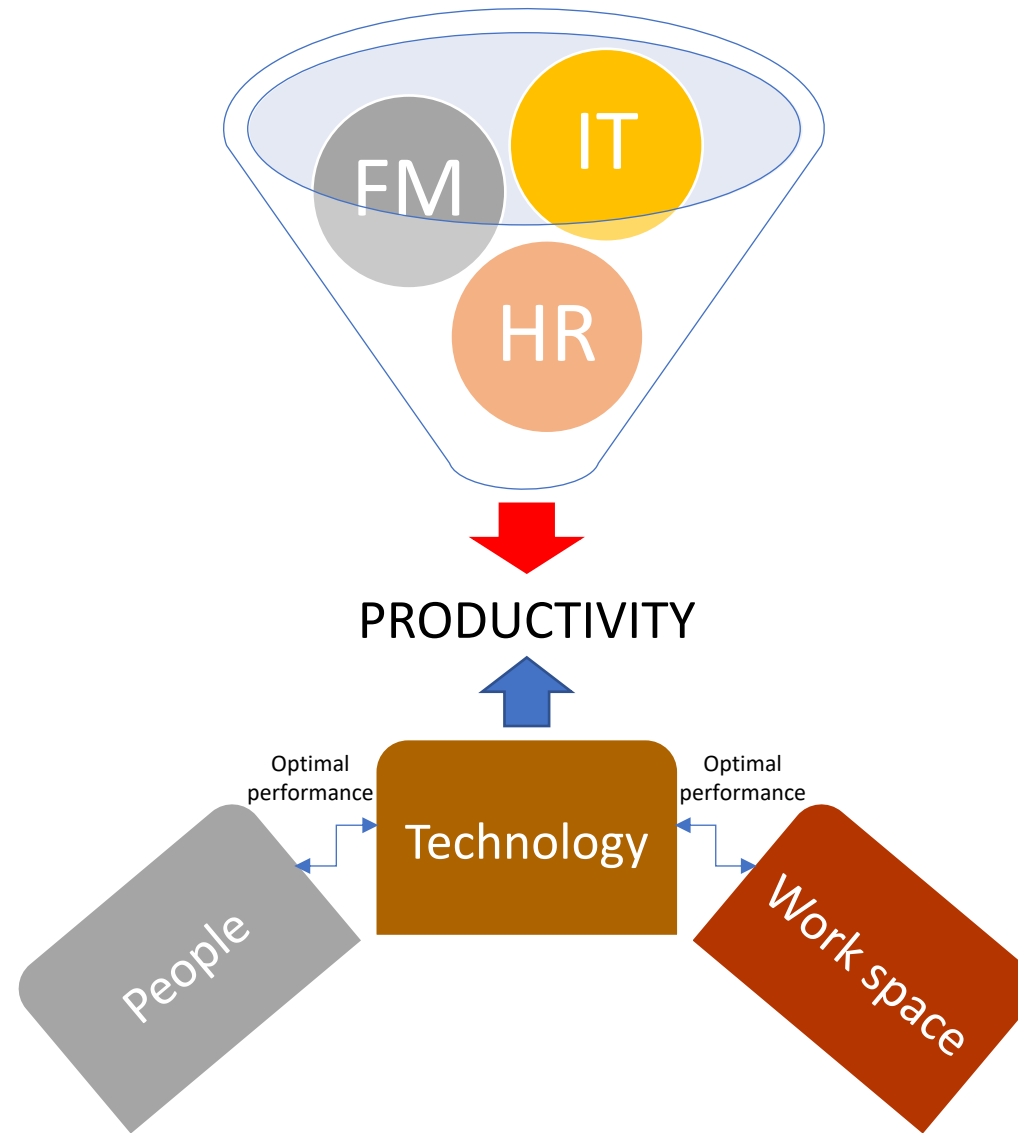 IT
FM
HR
PRODUCTIVITY
Optimal
performance
Optimal
performance
Technology
People
Work space